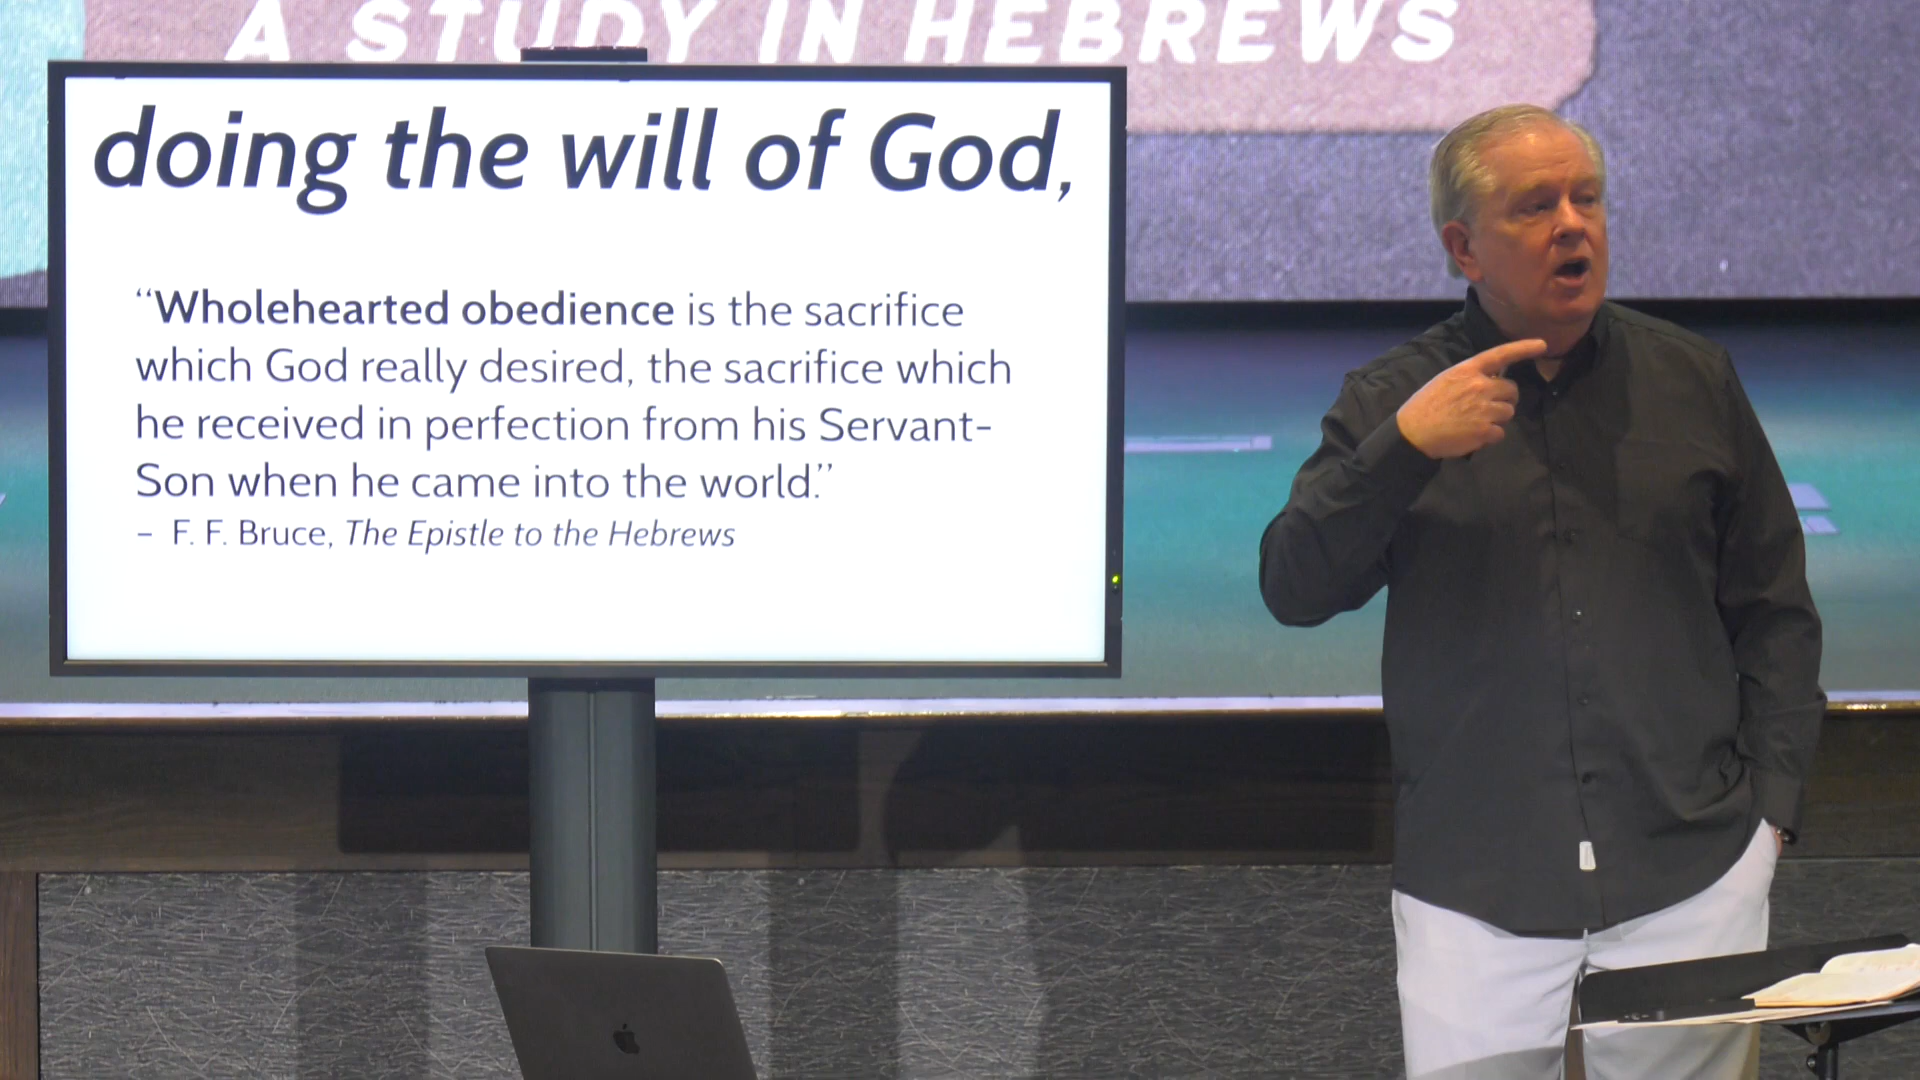 A STUDY IN HEBREWS
doing the will of God,
“Wholehearted obedience is the sacrifice
which God really desired, the sacrifice which
he received in perfection from his Servant-
Son when he came into the world.”
– F. F. Bruce, The Epistle to the Hebrews